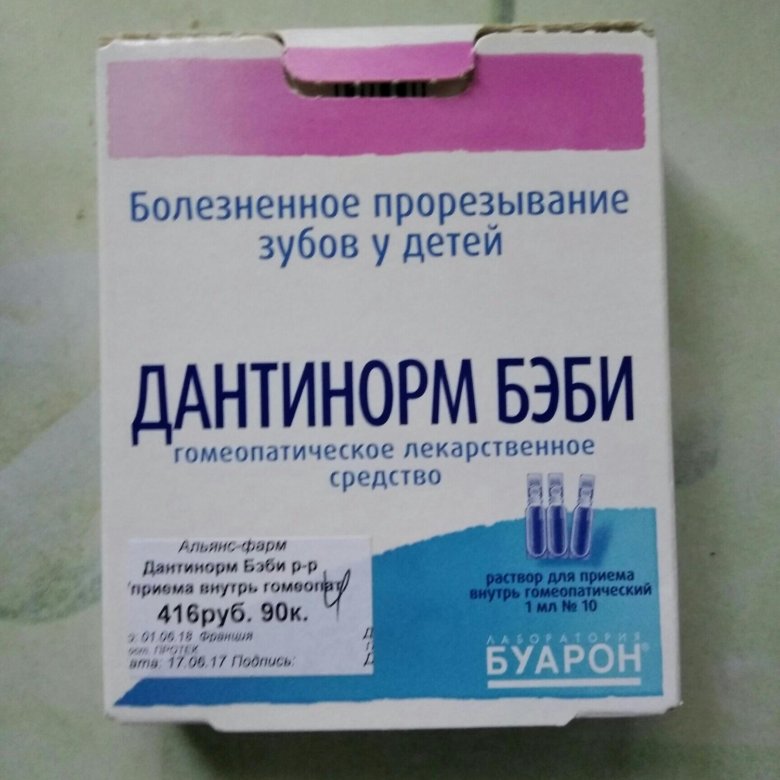 Болезненное прорезывание
зубов у детей
ДАНТИНОРМ БЭБИ
гомеопатическое лекарственное
средство
Альянс-фарм
Дантинорм Бэби р-р
приема внутрь гомеопат
416руб. 90к.
01.06.18 Франция
ПРОТЕК
ата: 17.06.17 Подпись:
раствор для приема
внутрь гомеопатический
1 мл № 10
ЛАБОРАТОРИЯ
БУАРОН®